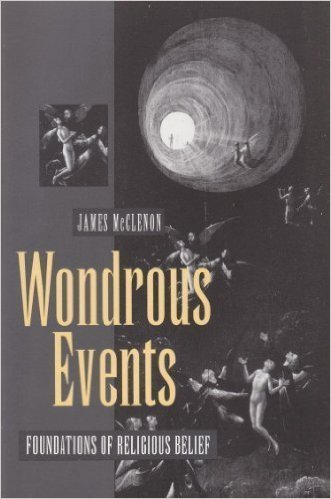 JAMES McCLENON
Wondrous
Events
FOUNDATIONS OF RELIGIOUS BELIEF